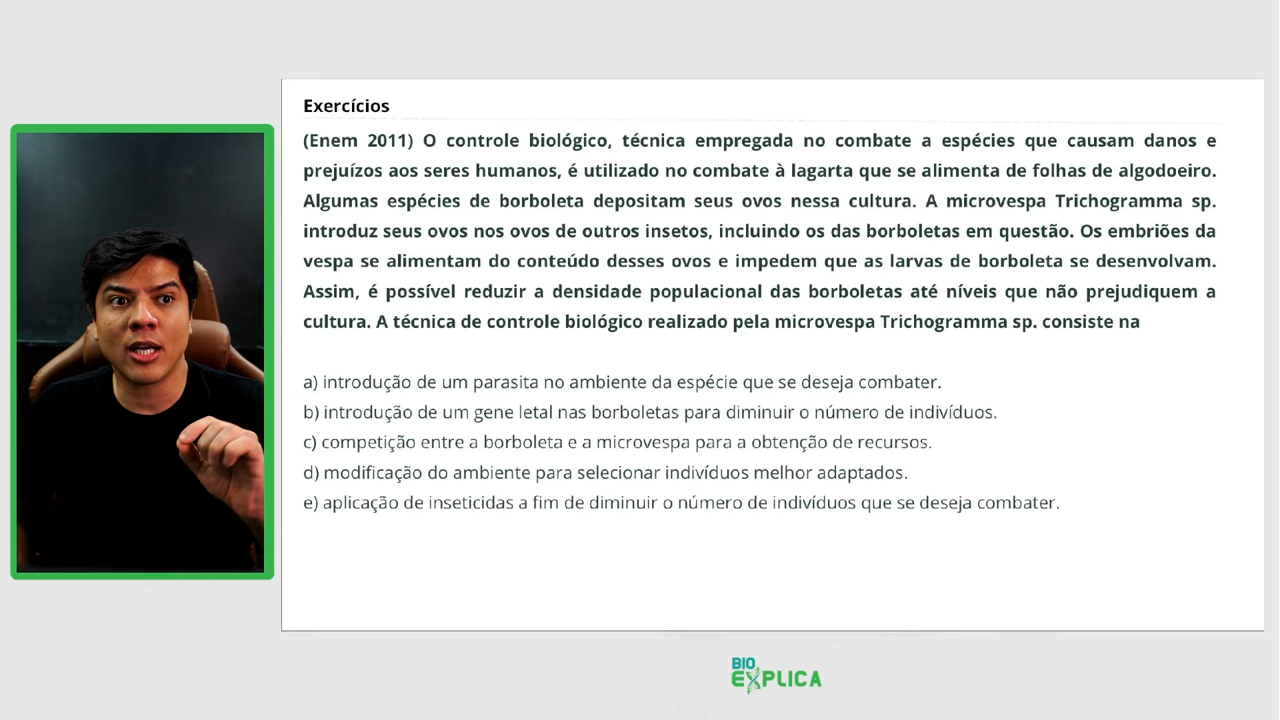 Exercícios
(Enem 2011) O controle biológico, técnica empregada no combate a espécies que causam danos e
prejuízos aos seres humanos, é utilizado no combate à lagarta que se alimenta de folhas de algodoeiro.
Algumas espécies de borboleta depositam seus ovos nessa cultura. A microvespa Trichogramma sp.
introduz seus ovos nos ovos de outros insetos, incluindo os das borboletas em questão. Os embriões da
vespa se alimentam do conteúdo desses ovos e impedem que as larvas de borboleta se desenvolvam.
Assim, é possível reduzir a densidade populacional das borboletas até níveis que não prejudiquem a
cultura. A técnica de controle biológico realizado pela microvespa Trichogramma sp. consiste na
a) introdução de um parasita no ambiente da espécie que se deseja combater.
b) introdução de um gene letal nas borboletas para diminuir o número de indivíduos.
c) competição entre a borboleta e a microvespa para a obtenção de recursos.
d) modificação do ambiente para selecionar indivíduos melhor adaptados.
e) aplicação de inseticidas a fim de diminuir o número de indivíduos que se deseja combater.
BIO
EXPLICA